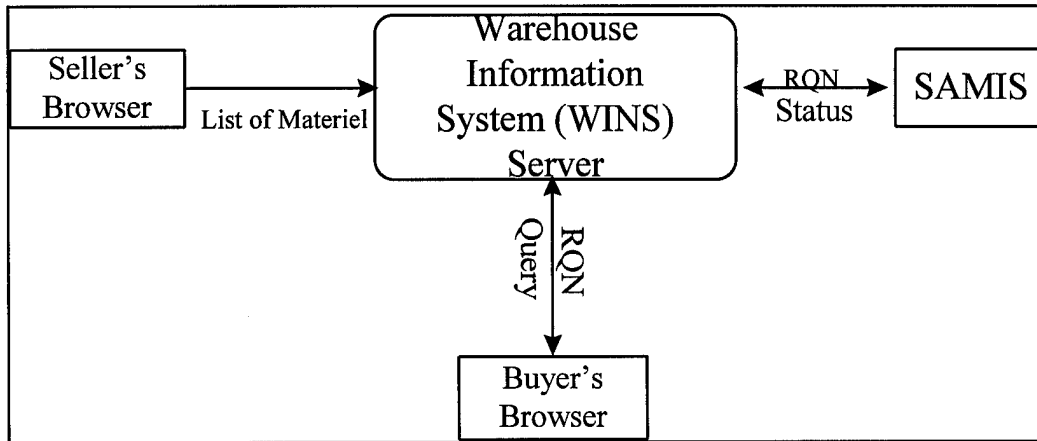 Seller's
Browser
List of Materiel
Warehouse
Information
System (WINS)
Server
RQN
Status
SAMIS
RQN
Query
Buyer's
Browser